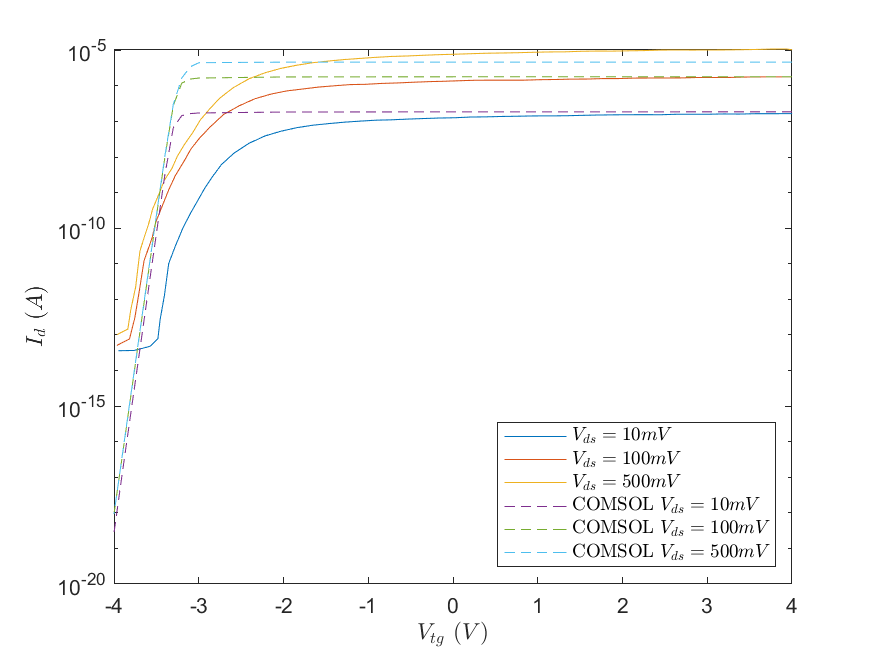 10^-5
10^-10
10^-15
10^-20
I_d (A)
-4 -3 -2 -1 0 1 2 3 4
V_tg (V)
V_ds = 10mV
V_ds = 100mV
V_ds = 500mV
COMSOL V_ds = 10mV
COMSOL V_ds = 100mV
COMSOL V_ds = 500mV